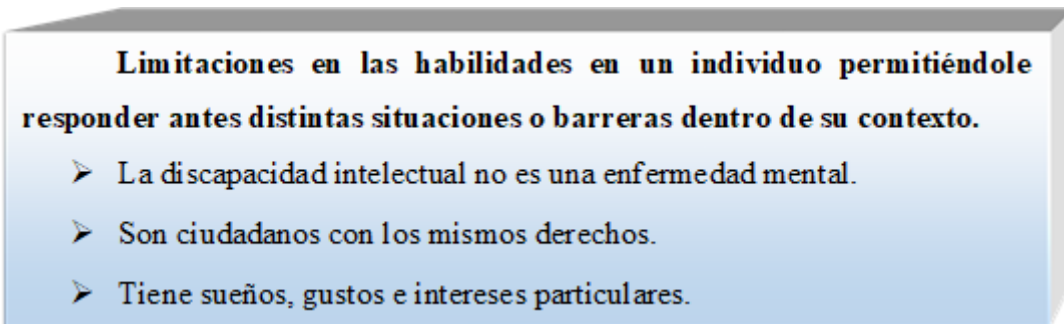 Limitaciones en las habilidades en un individuo permitiéndole
responder antes distintas situaciones o barreras dentro de su contexto.
➢ La discapacidad intelectual no es una enfermedad mental.
➢ Son ciudadanos con los mismos derechos.
➢ Tiene sueños, gustos e intereses particulares.